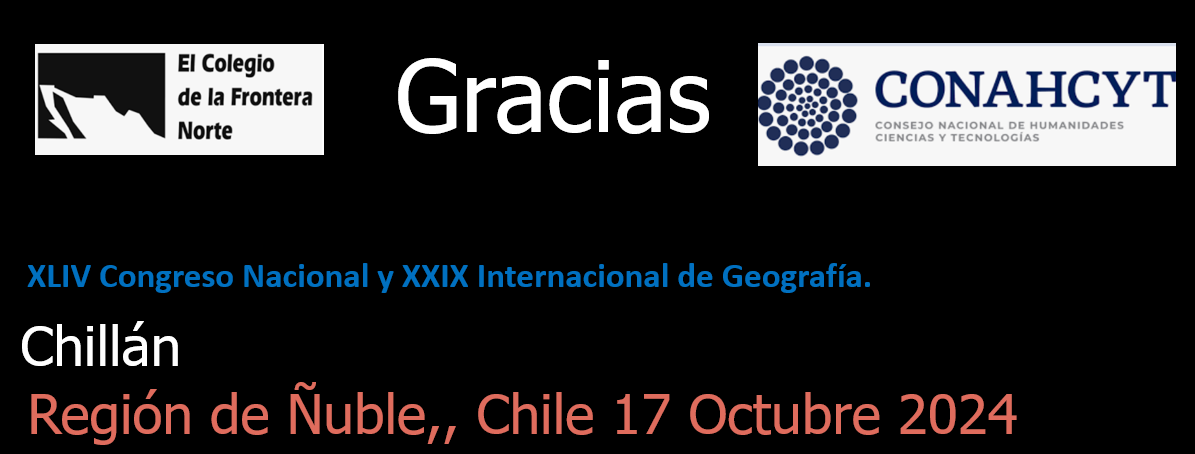 El Colegio
de la Frontera
Norte
Gracias
CONAHCYT
CONSEJO NACIONAL DE HUMANIDADES
CIENCIAS Y TECNOLOGÍAS
XLIV Congreso Nacional y XXIX Internacional de Geografía.
Chillán
Región de Ñuble,, Chile 17 Octubre 2024